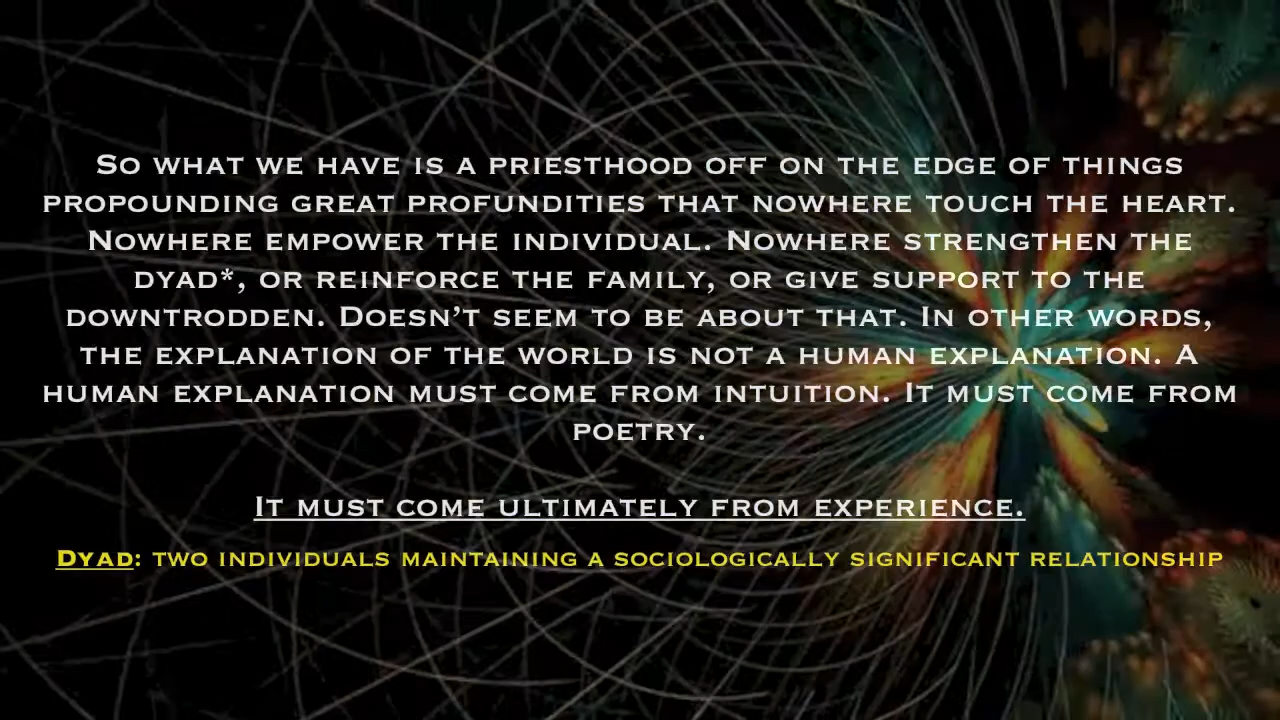 So what we have is a priesthood off on the edge of things
propounding great profundities that nowhere touch the heart.
Nowhere empower the individual. Nowhere strengthen the
dyad*, or reinforce the family, or give support to the
downtrodden. Doesn’t seem to be about that. In other words,
the explanation of the world is not a human explanation. A
human explanation must come from intuition. It must come from
poetry.
It must come ultimately from experience.
Dyad: two individuals maintaining a sociologically significant relationship